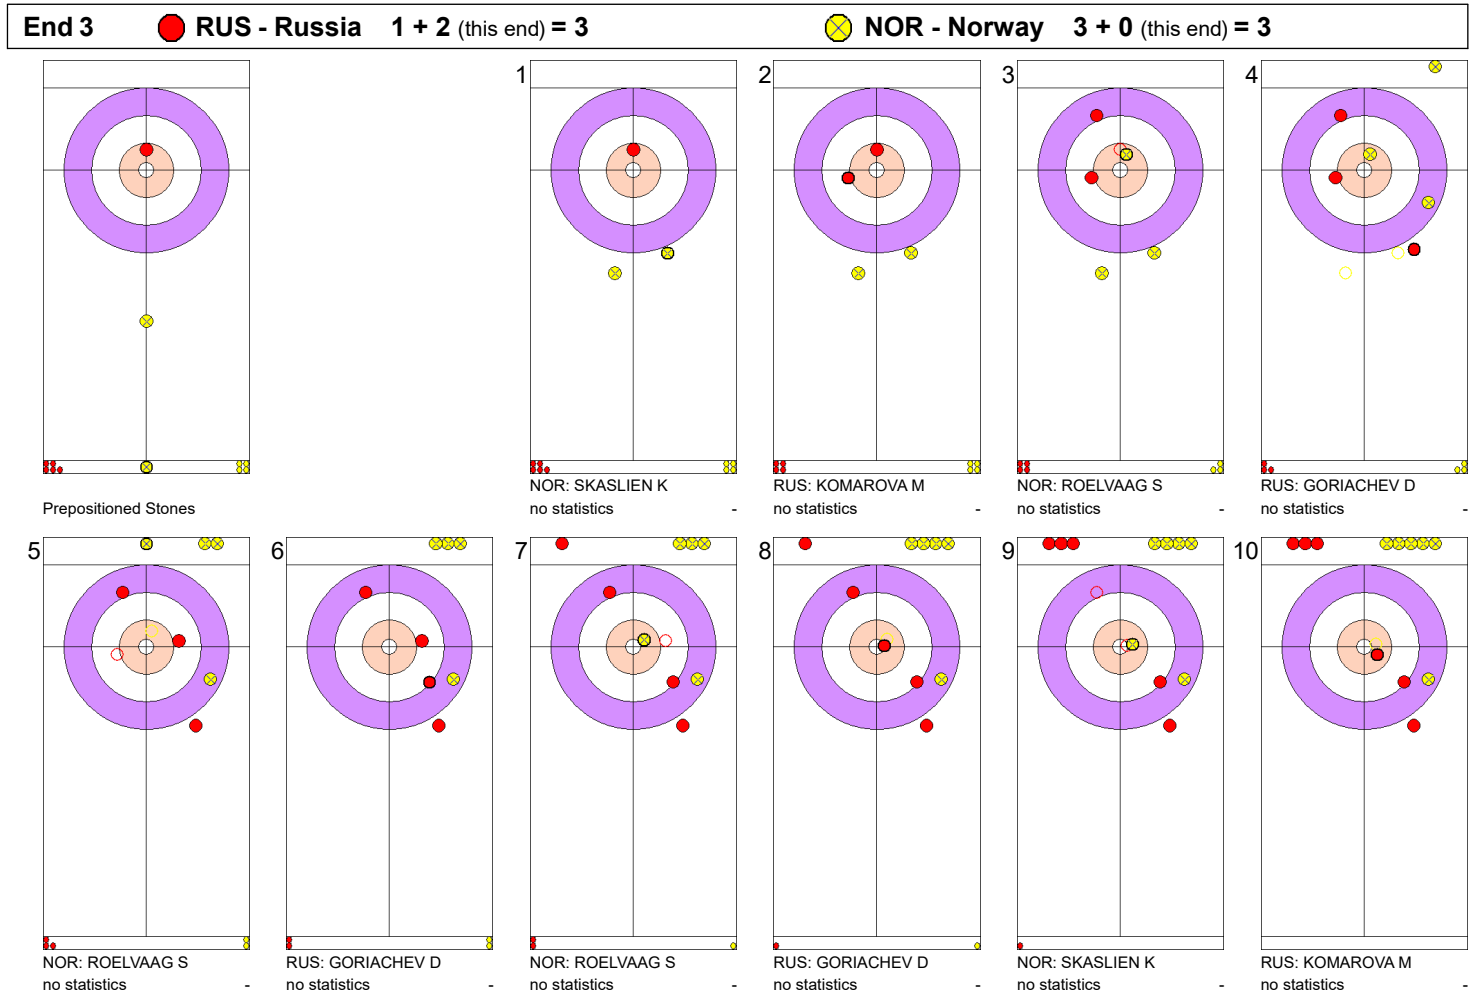 End 3 RUS - Russia 1 + 2 (this end) = 3 NOR - Norway 3 + 0 (this end) = 3
1 2 3 4
Prepositioned Stones
NOR: SKASLIEN K
no statistics -
RUS: KOMAROVA M
no statistics -
NOR: ROELVAAG S
no statistics -
RUS: GORIACHEV D
no statistics -
5 6 7 8 9 10
NOR: ROELVAAG S
no statistics -
RUS: GORIACHEV D
no statistics -
NOR: ROELVAAG S
no statistics -
RUS: GORIACHEV D
no statistics -
NOR: SKASLIEN K
no statistics -
RUS: KOMAROVA M
no statistics -